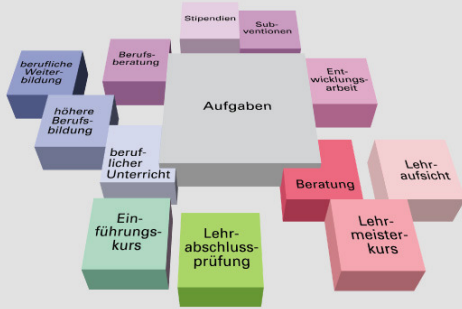 Stipendien
Sub-
ventionen
Berufs-
beratung
berufliche
Weiter-
bildung
Ent-
wicklungs-
arbeit
Aufgaben
höhere
Berufs-
bildung
beruf-
licher
Unterricht
Beratung
Lehr-
aufsicht
Ein-
führungs-
kurs
Lehr-
abschluss-
prüfung
Lehr-
meister-
kurs